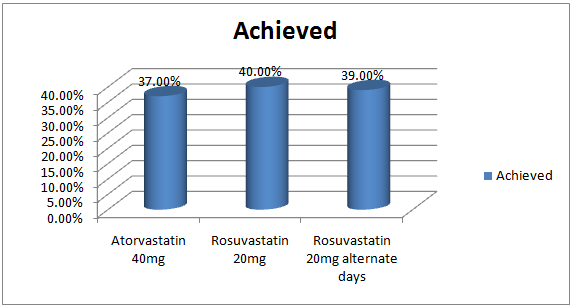 Achieved
37.00%
40.00%
39.00%
40.00%
35.00%
30.00%
25.00%
20.00%
15.00%
10.00%
5.00%
0.00%
Atorvastatin
40mg
Rosuvastatin
20mg
Rosuvastatin
20mg alternate
days
Achieved